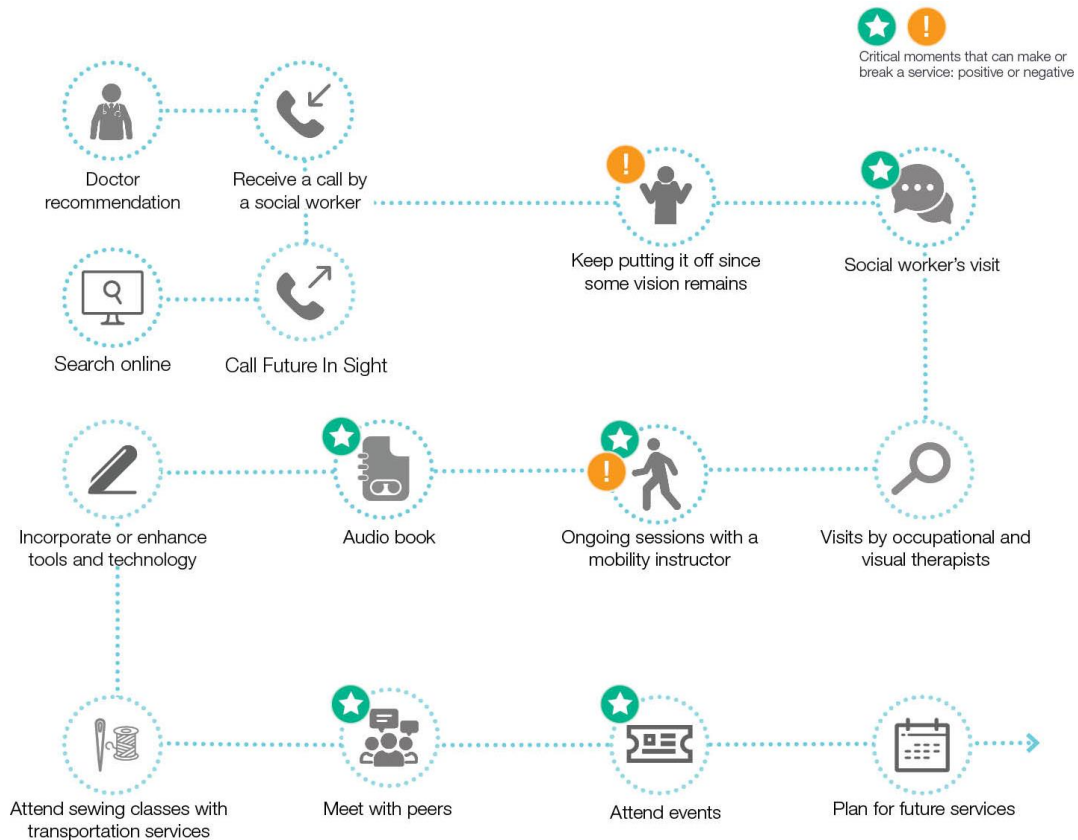 Critical moments that can make or
break a service: positive or negative
Doctor
recommendation
Receive a call by
a social worker
Keep putting it off since
some vision remains
Social worker’s visit
Search online
Call Future In Sight
Incorporate or enhance
tools and technology
Audio book
Ongoing sessions with a
mobility instructor
Visits by occupational and
visual therapists
Attend sewing classes with
transportation services
Meet with peers
Attend events
Plan for future services